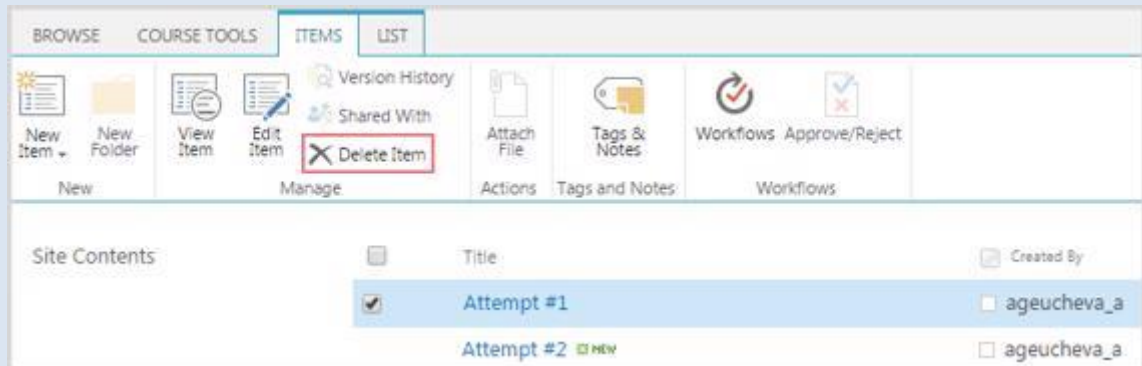 BROWSE COURSE TOOLS ITEMS LIST
New Item
New Folder
View Item
Edit Item
Version History
Shared With
Delete Item
Attach File
Tags & Notes
Workflows
Approve/Reject
New Manage Actions Tags and Notes Workflows
Site Contents Title Created By
Attempt #1 ageucheva_a
Attempt #2 NEW ageucheva_a